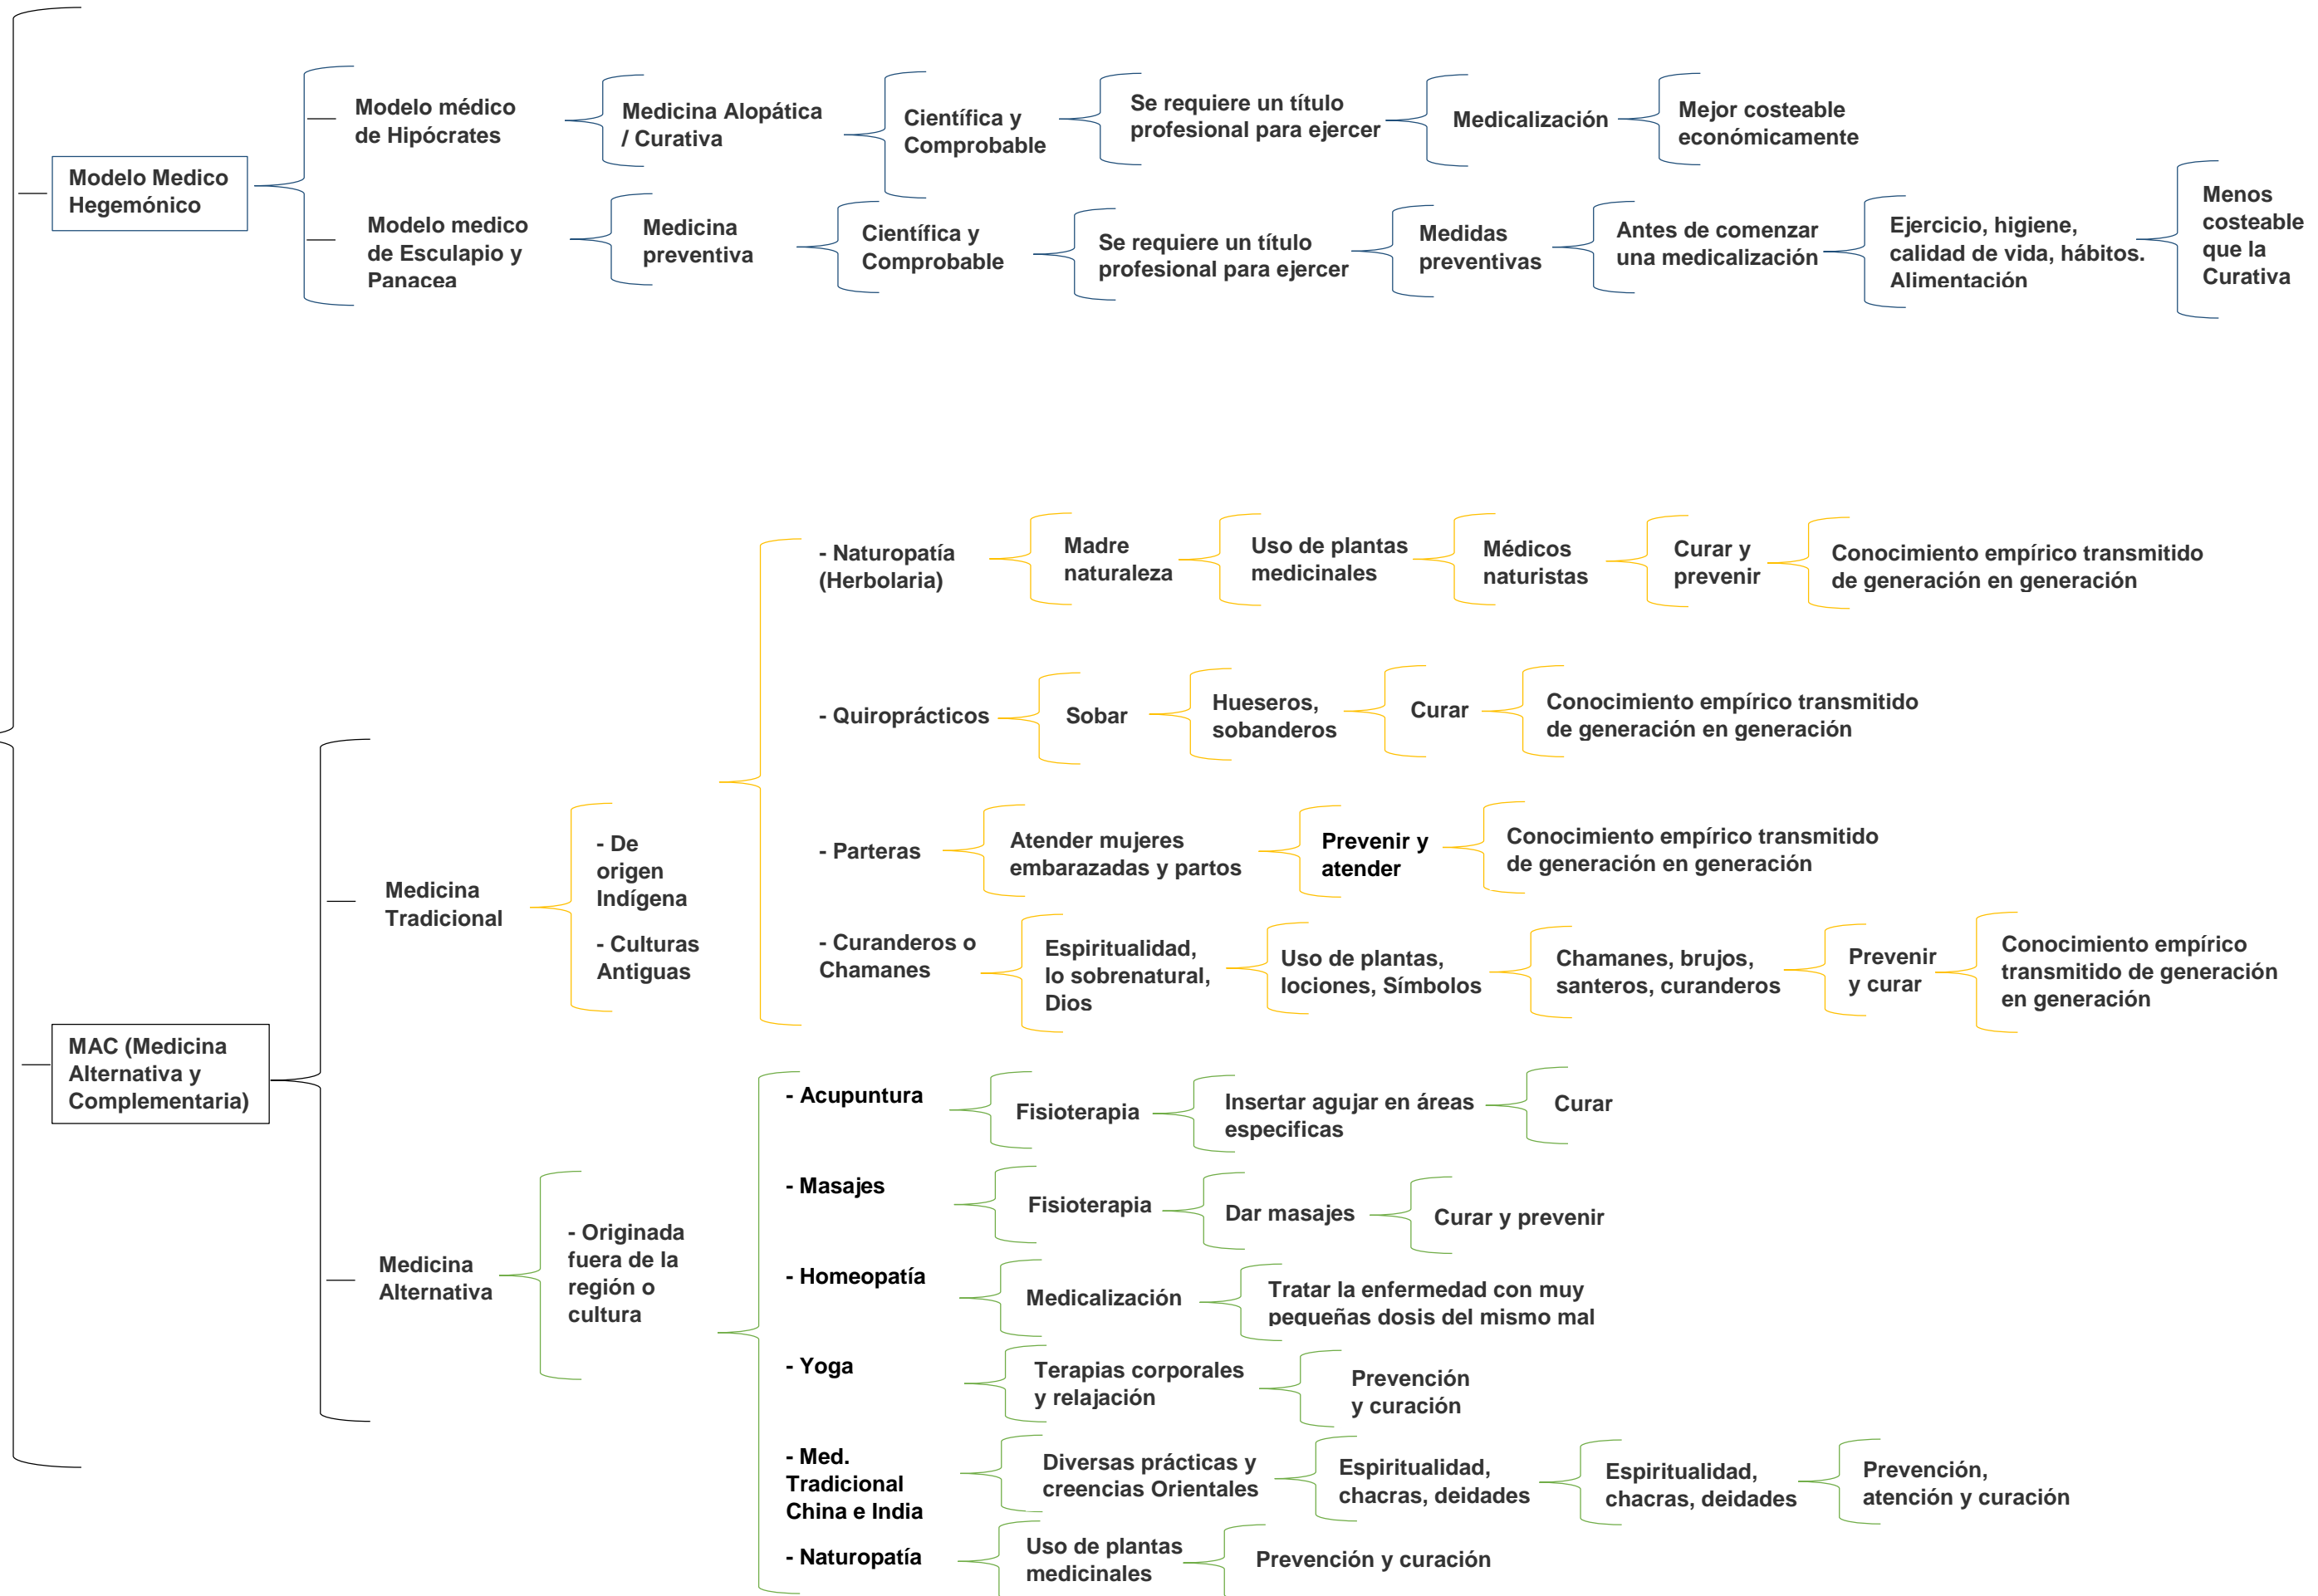 Modelo Medico
Hegemónico
Modelo médico
de Hipócrates
Medicina Alopática
/ Curativa
Científica y
Comprobable
Se requiere un título
profesional para ejercer
Medicalización
Mejor costeable
económicamente
Modelo medico
de Esculapio y
Panacea
Medicina
preventiva
Científica y
Comprobable
Se requiere un título
profesional para ejercer
Medidas
preventivas
Antes de comenzar
una medicalización
Ejercicio, higiene,
calidad de vida, hábitos.
Alimentación
Menos
costeable
que la
Curativa
MAC (Medicina
Alternativa y
Complementaria)
Medicina
Tradicional
- De
origen
Indígena
- Culturas
Antiguas
- Naturopatía
(Herbolaria)
Madre
naturaleza
Uso de plantas
medicinales
Médicos
naturistas
Curar y
prevenir
Conocimiento empírico transmitido
de generación en generación
- Quiroprácticos
Sobar
Hueseros,
sobanderos
Curar
Conocimiento empírico transmitido
de generación en generación
- Parteras
Atender mujeres
embarazadas y partos
Prevenir y
atender
Conocimiento empírico transmitido
de generación en generación
- Curanderos o
Chamanes
Espiritualidad,
lo sobrenatural,
Dios
Uso de plantas,
lociones, Símbolos
Chamanes, brujos,
santeros, curanderos
Prevenir
y curar
Conocimiento empírico
transmitido de generación
en generación
Medicina
Alternativa
- Originada
fuera de la
región o
cultura
- Acupuntura
Fisioterapia
Insertar agujar en áreas
especificas
Curar
- Masajes
Fisioterapia
Dar masajes
Curar y prevenir
- Homeopatía
Medicalización
Tratar la enfermedad con muy
pequeñas dosis del mismo mal
- Yoga
Terapias corporales
y relajación
Prevención
y curación
- Med.
Tradicional
China e India
Diversas prácticas y
creencias Orientales
Espiritualidad,
chacras, deidades
Espiritualidad,
chacras, deidades
Prevención,
atención y curación
- Naturopatía
Uso de plantas
medicinales
Prevención y curación